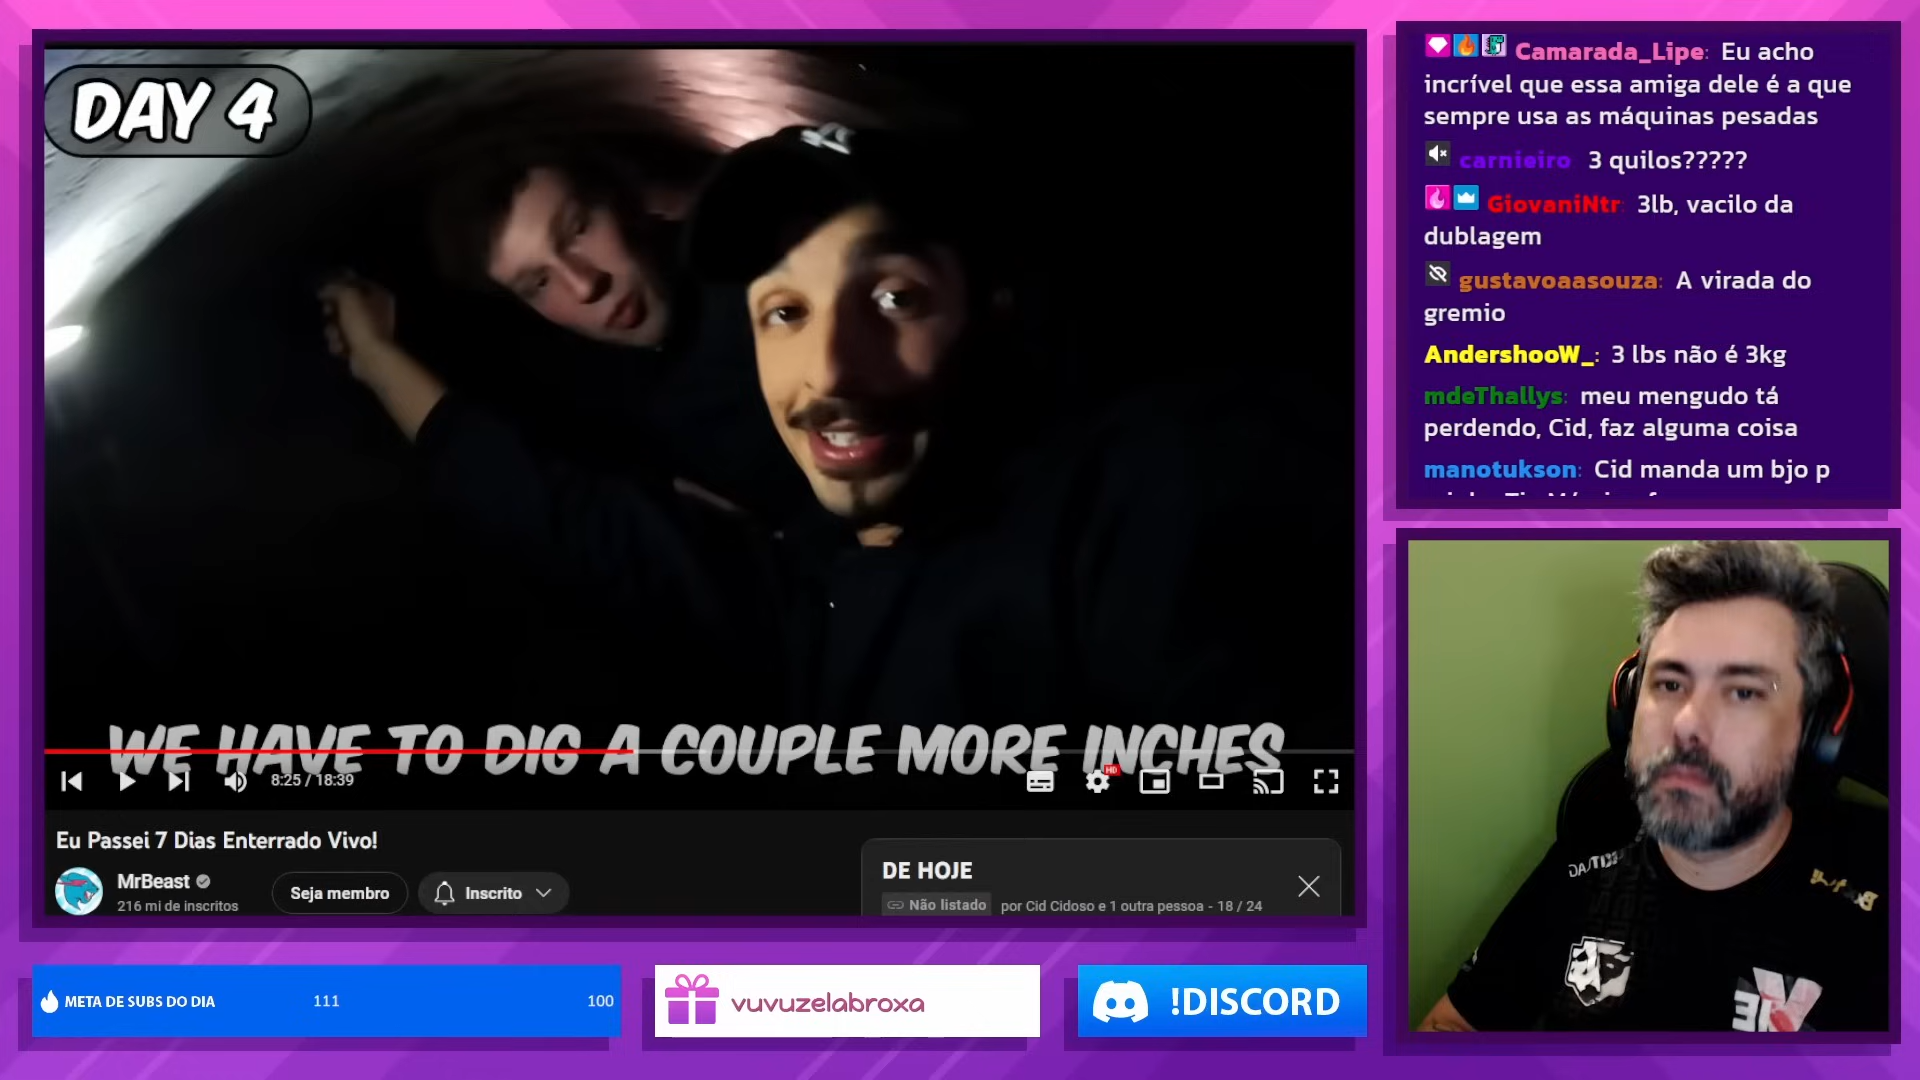 DAY 4
WE HAVE TO DIG A COUPLE MORE INCHES
8:25 / 18:39
HD
Eu Passei 7 Dias Enterrado Vivo!
MrBeast
216 mi de inscritos
Seja membro
Inscrito
DE HOJE
Não listado
por Cid Cidoso e 1 outra pessoa - 18 / 24
Camarada_Lipe: Eu acho
incrível que essa amiga dele é a que
sempre usa as máquinas pesadas
carnieiro 3 quilos?????
GiovaniNtr: 3lb, vacilo da
dublagem
gustavoaasouza: A virada do
gremio
AndershooW_: 3 lbs não é 3kg
mdeThallys: meu mengudo tá
perdendo, Cid, faz alguma coisa
manotukson: Cid manda um bjo p
META DE SUBS DO DIA 111 100
vuvuzelabroxa
!DISCORD